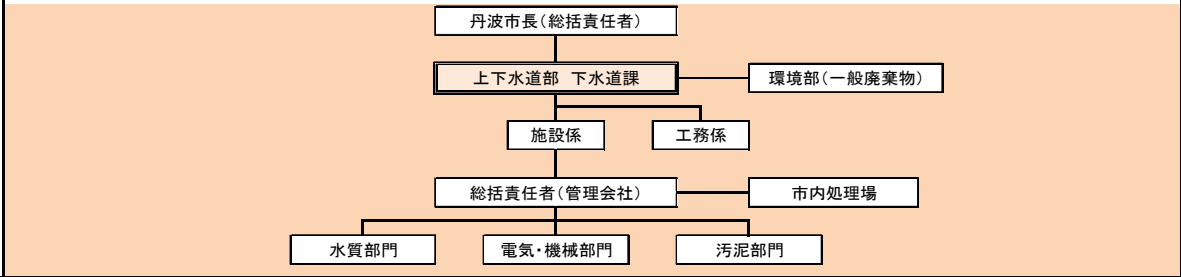 丹波市長（総括責任者）
上下水道部　下水道課
環境部（一般廃棄物）
施設係
工務係
総括責任者（管理会社）
市内処理場
水質部門
電気・機械部門
汚泥部門